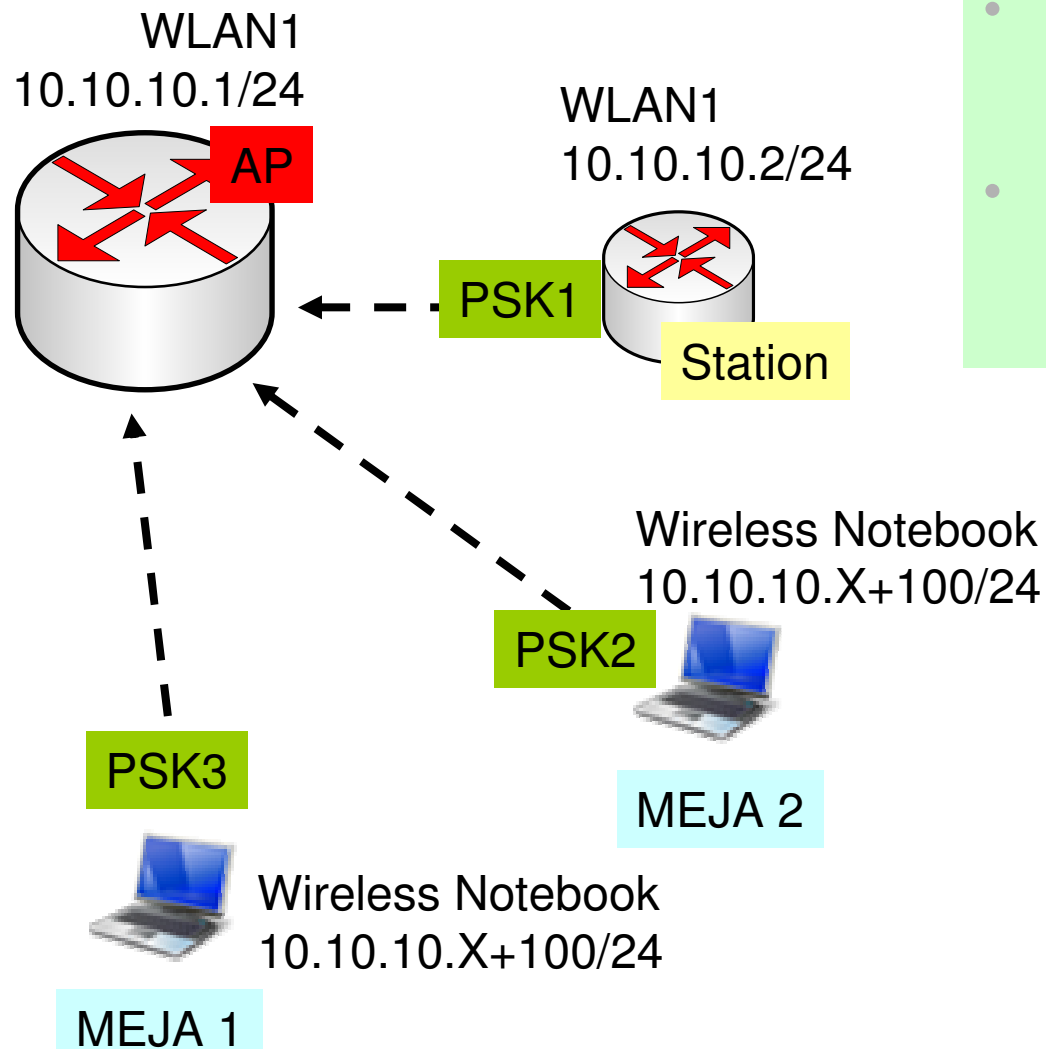 WLAN1
10.10.10.1/24
AP
WLAN1
10.10.10.2/24
PSK1
Station
Wireless Notebook
10.10.10.X+100/24
PSK2
MEJA 2
PSK3
Wireless Notebook
10.10.10.X+100/24
MEJA 1